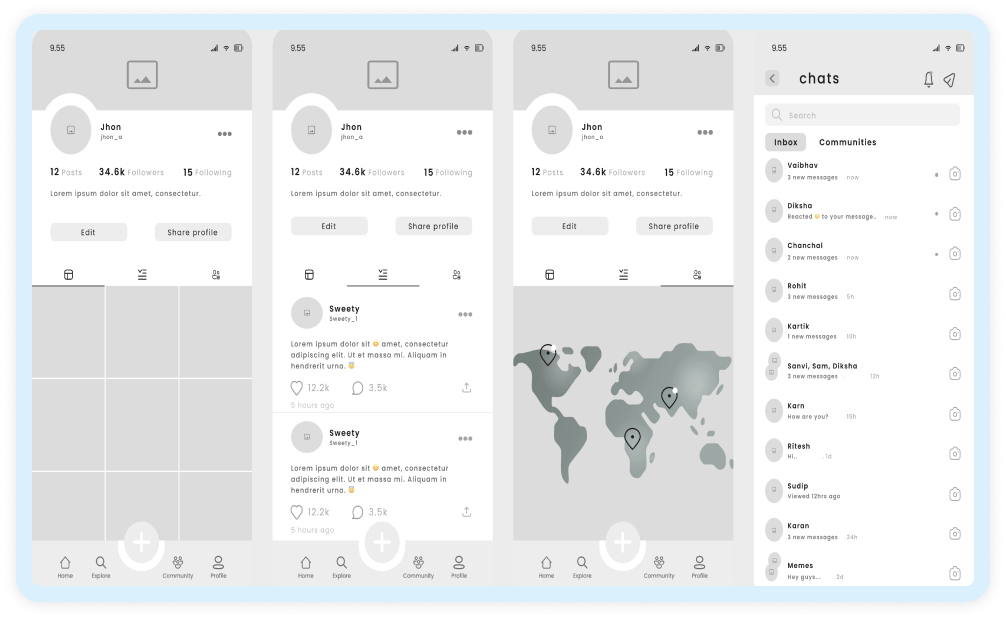 9.55
Jhon
jhon_a
12 Posts 34.6k Followers 15 Following
Lorem ipsum dolor sit amet, consectetur.
Edit Share profile
Home Explore Community Profile
9.55
Jhon
jhon_a
12 Posts 34.6k Followers 15 Following
Lorem ipsum dolor sit amet, consectetur.
Edit Share profile
Sweety
Sweety_1
Lorem ipsum dolor sit 😊 amet, consectetur
adipiscing elit. Ut et massa mi. Aliquam in
hendrerit urna.
12.2k 3.5k
5 hours ago
Sweety
Sweety_1
Lorem ipsum dolor sit 😊 amet, consectetur
adipiscing elit. Ut et massa mi. Aliquam in
hendrerit urna.
12.2k 3.5k
5 hours ago
Home Explore Community Profile
9.55
Jhon
jhon_a
12 Posts 34.6k Followers 15 Following
Lorem ipsum dolor sit amet, consectetur.
Edit Share profile
Home Explore Community Profile
9.55
chats
Search
Inbox Communities
Vaibhav
3 new messages . now
Diksha
Reacted 😊 to your message.. now
Chanchal
2 new messages . now
Rohit
3 new messages . 5h
Kartik
1 new messages . 10h
Sanvi, Sam, Diksha
3 new messages 12h
Karn
How are you? . 15h
Ritesh
Hi.. . 1d
Sudip
Viewed 12hrs ago
Karan
3 new messages . 24h
Memes
Hey guys... 2d